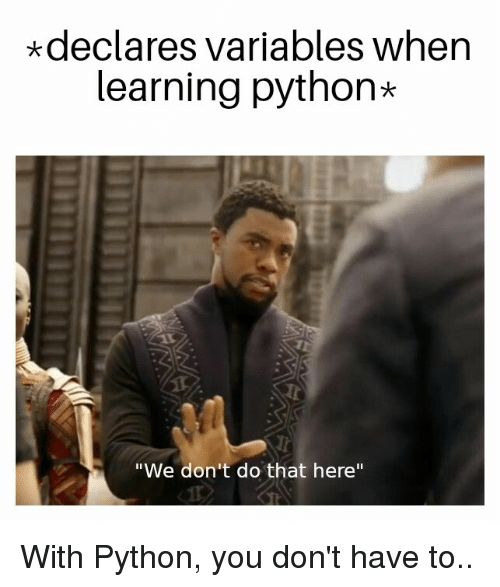 *declares variables when
learning python*
"We don't do that here"
With Python, you don't have to..